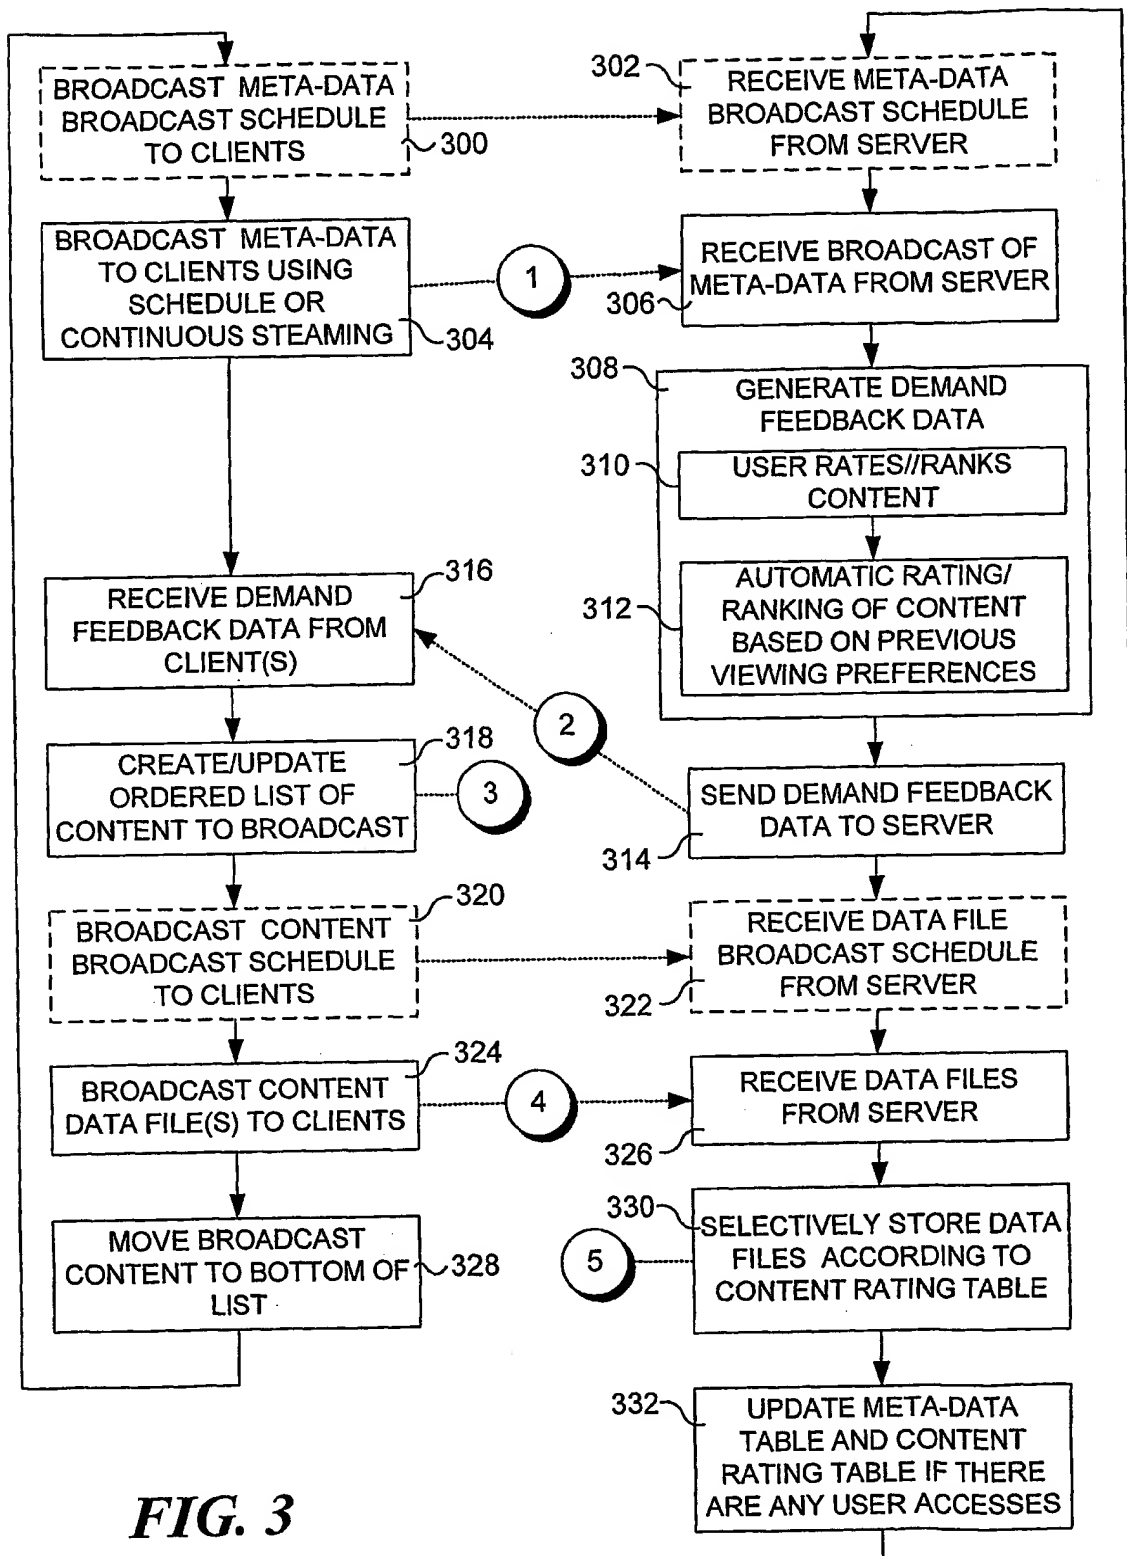 BROADCAST META-DATA
BROADCAST SCHEDULE
TO CLIENTS
300
302
RECEIVE META-DATA
BROADCAST SCHEDULE
FROM SERVER
BROADCAST META-DATA
TO CLIENTS USING
SCHEDULE OR
CONTINUOUS STEAMING
304
1
RECEIVE BROADCAST OF
META-DATA FROM SERVER
306
308
GENERATE DEMAND
FEEDBACK DATA
310
USER RATES//RANKS
CONTENT
312
AUTOMATIC RATING/
RANKING OF CONTENT
BASED ON PREVIOUS
VIEWING PREFERENCES
316
RECEIVE DEMAND
FEEDBACK DATA FROM
CLIENT(S)
2
318
CREATE/UPDATE
ORDERED LIST OF
CONTENT TO BROADCAST
3
SEND DEMAND FEEDBACK
DATA TO SERVER
314
320
BROADCAST CONTENT
BROADCAST SCHEDULE
TO CLIENTS
RECEIVE DATA FILE
BROADCAST SCHEDULE
FROM SERVER
322
324
BROADCAST CONTENT
DATA FILE(S) TO CLIENTS
4
RECEIVE DATA FILES
FROM SERVER
326
MOVE BROADCAST
CONTENT TO BOTTOM OF
LIST
328
330
SELECTIVELY STORE DATA
FILES ACCORDING TO
CONTENT RATING TABLE
5
332
UPDATE META-DATA
TABLE AND CONTENT
RATING TABLE IF THERE
ARE ANY USER ACCESSES
FIG. 3